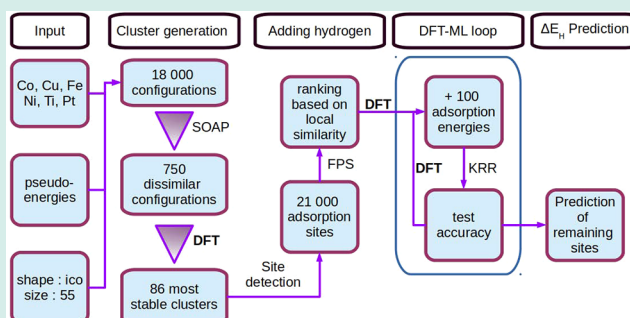 Input
Cluster generation
Adding hydrogen
DFT-ML loop
ΔE_H Prediction
Co, Cu, Fe
Ni, Ti, Pt
pseudo-
energies
shape : ico
size : 55
18 000
configurations
SOAP
750
dissimilar
configurations
DFT
86 most
stable clusters
Site
detection
21 000
adsorption
sites
FPS
ranking
based on
local
similarity
DFT
+ 100
adsorption
energies
DFT
KRR
test
accuracy
Prediction
of
remaining
sites